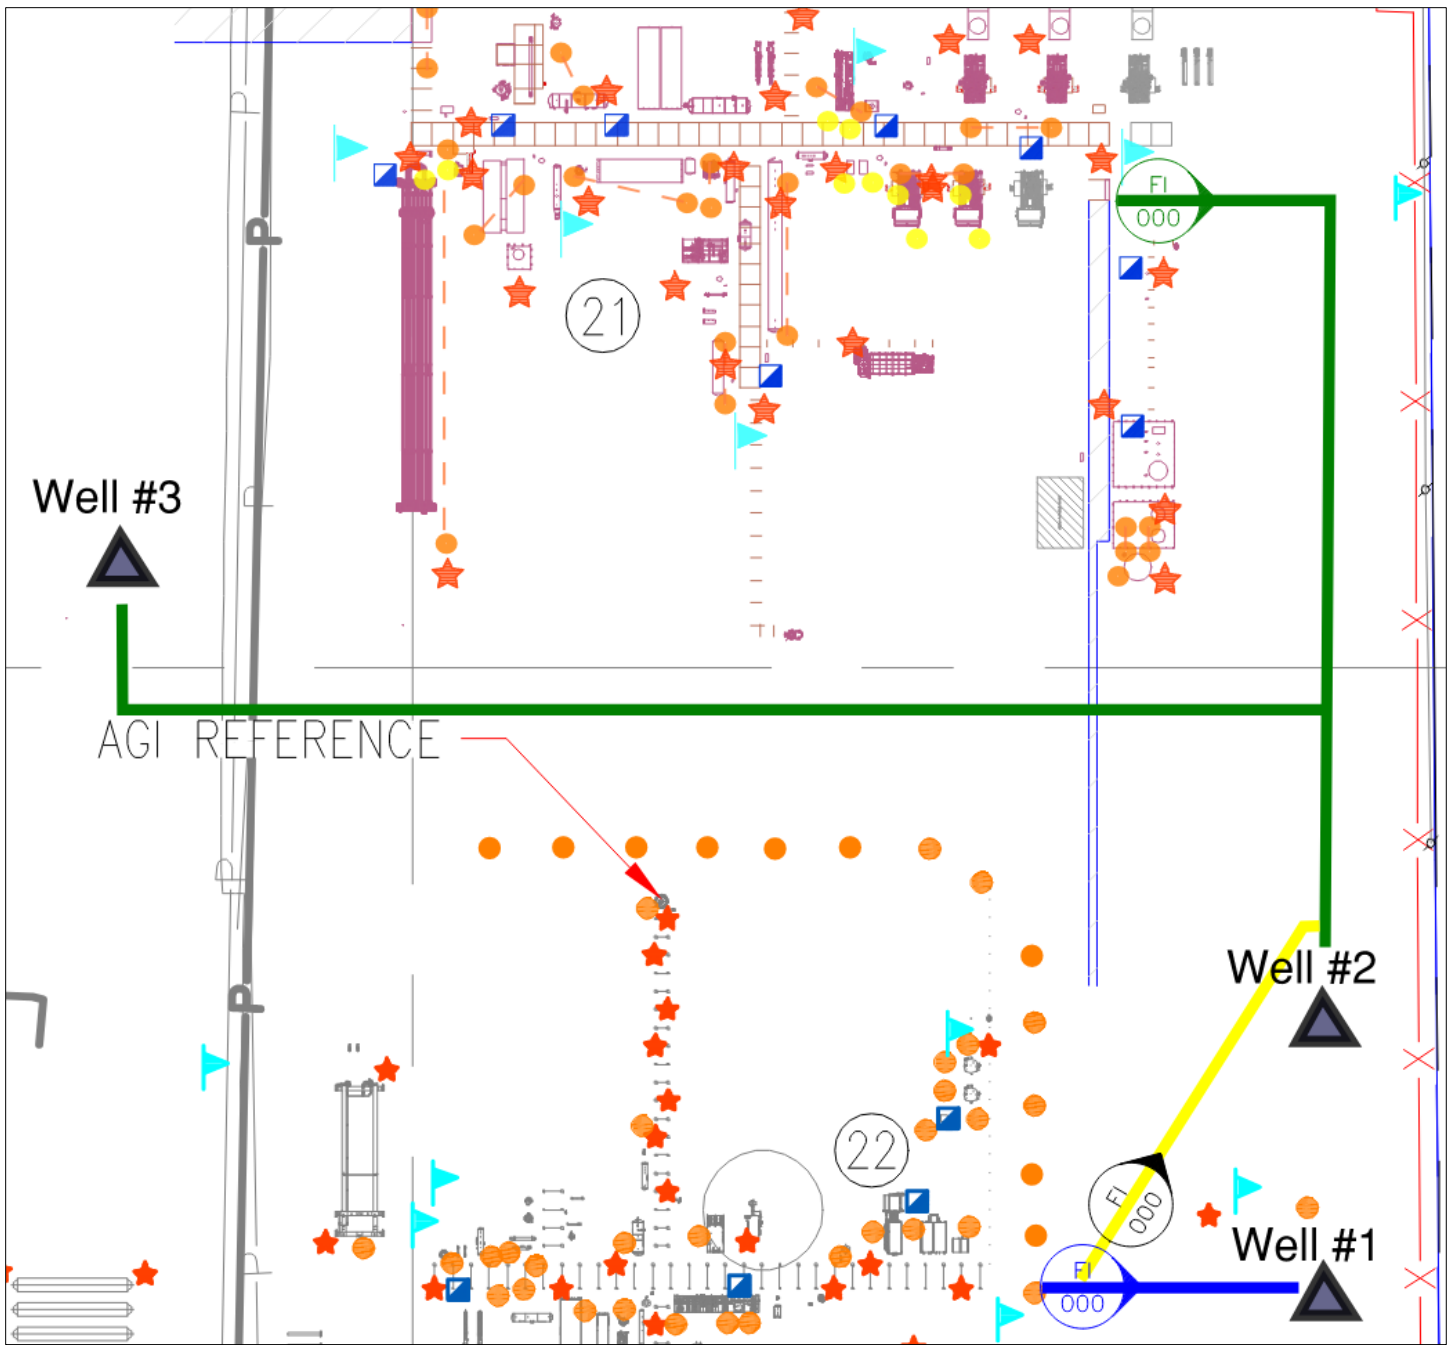 P
FI
000
21
Well #3
AGI REFERENCE
Well #2
P
22
FI
000
Well #1
FI
000